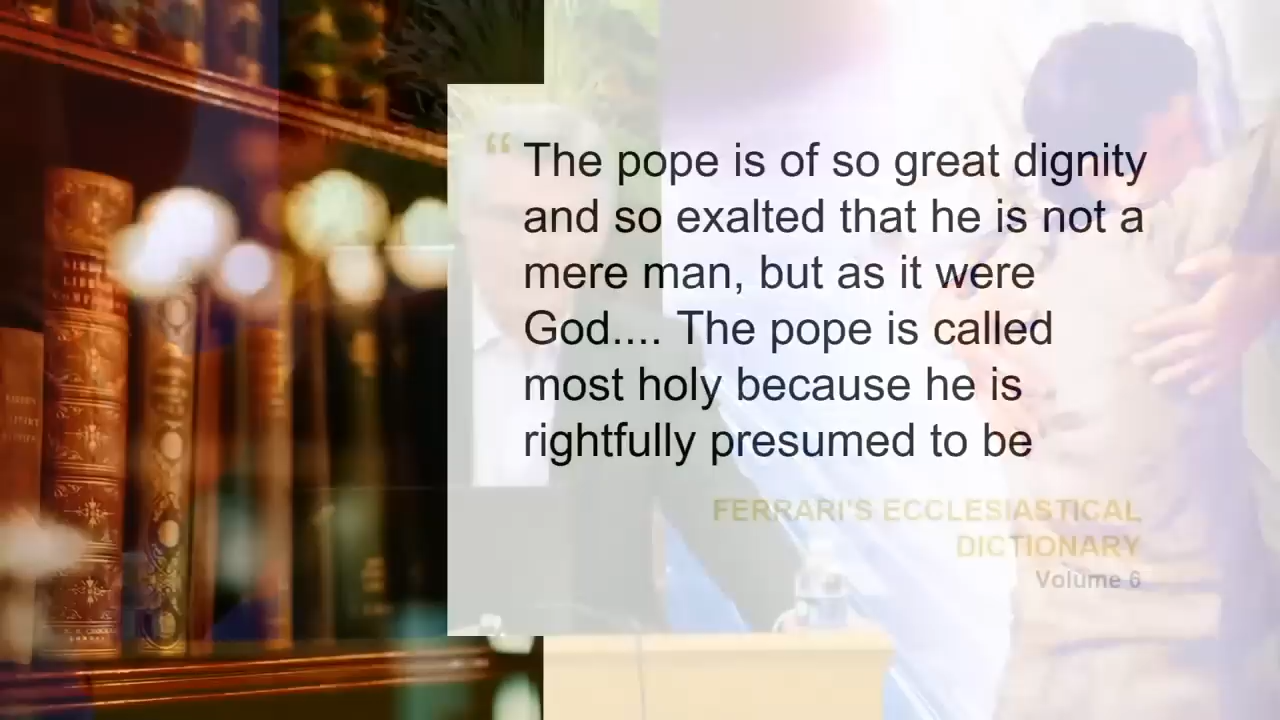 “ The pope is of so great dignity
and so exalted that he is not a
mere man, but as it were
God.... The pope is called
most holy because he is
rightfully presumed to be
FERRARI'S ECCLESIASTICAL
DICTIONARY
Volume 6